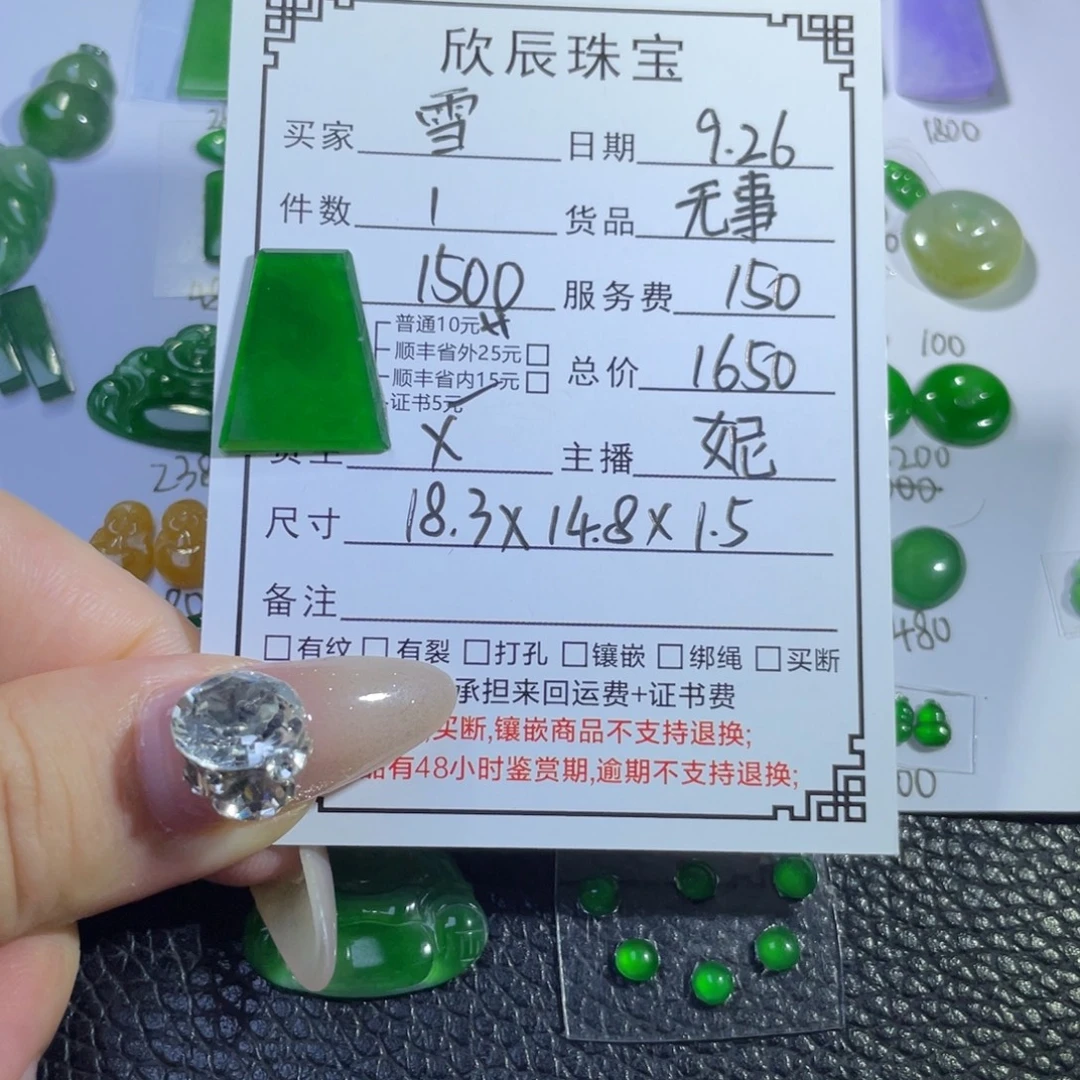 欣辰珠宝
买家 雪 日期 9.26
1800
件数 1 货品 无事
1500 服务费 150
普通10元
顺丰省外25元□ 总价 1650
100
顺丰省内15元□
证书5元
X 主播 妮
200
238
尺寸 18.3X14.8X1.5
备注
480
□有纹 □有裂 □打孔 □镶嵌 □绑绳 □买断
承担来回运费+证书费
买断,镶嵌商品不支持退换;
品有48小时鉴赏期,逾期不支持退换;
00